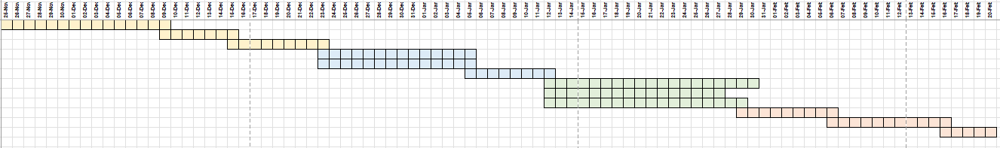 25-Nov 26-Nov 27-Nov 28-Nov 29-Nov 30-Nov 01-Dec 02-Dec 03-Dec 04-Dec 05-Dec 06-Dec 07-Dec 08-Dec 09-Dec 10-Dec 11-Dec 12-Dec 13-Dec 14-Dec 15-Dec 16-Dec 17-Dec 18-Dec 19-Dec 20-Dec 21-Dec 22-Dec 23-Dec 24-Dec 25-Dec 26-Dec 27-Dec 28-Dec 29-Dec 30-Dec 31-Dec 01-Jan 02-Jan 03-Jan 04-Jan 05-Jan 06-Jan 07-Jan 08-Jan 09-Jan 10-Jan 11-Jan 12-Jan 13-Jan 14-Jan 15-Jan 16-Jan 17-Jan 18-Jan 19-Jan 20-Jan 21-Jan 22-Jan 23-Jan 24-Jan 25-Jan 26-Jan 27-Jan 28-Jan 29-Jan 30-Jan 31-Jan 01-Feb 02-Feb 03-Feb 04-Feb 05-Feb 06-Feb 07-Feb 08-Feb 09-Feb 10-Feb 11-Feb 12-Feb 13-Feb 14-Feb 15-Feb 16-Feb 17-Feb 18-Feb 19-Feb 20-Feb